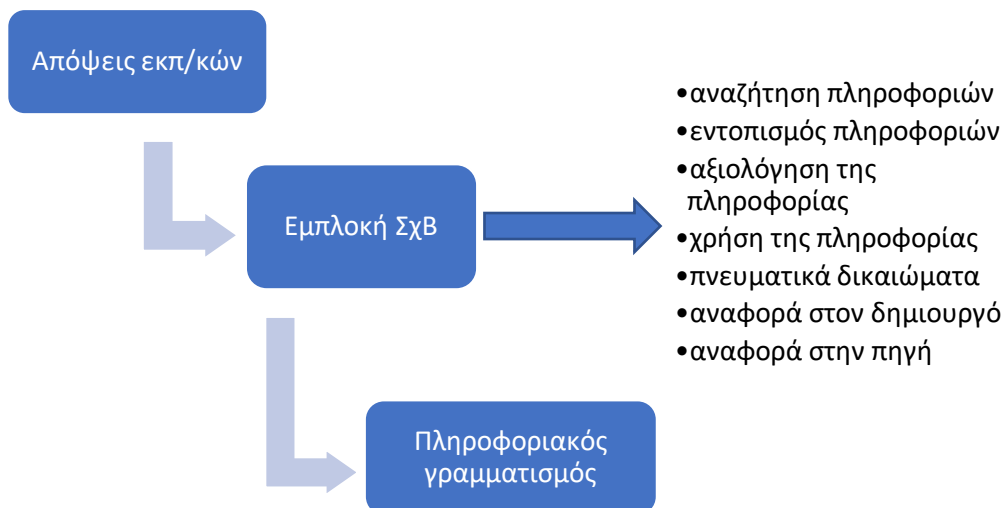 Απόψεις εκπ/κών
Εμπλοκή ΣχΒ
•αναζήτηση πληροφοριών
•εντοπισμός πληροφοριών
•αξιολόγηση της
πληροφορίας
•χρήση της πληροφορίας
•πνευματικά δικαιώματα
•αναφορά στον δημιουργό
•αναφορά στην πηγή
Πληροφοριακός
γραμματισμός